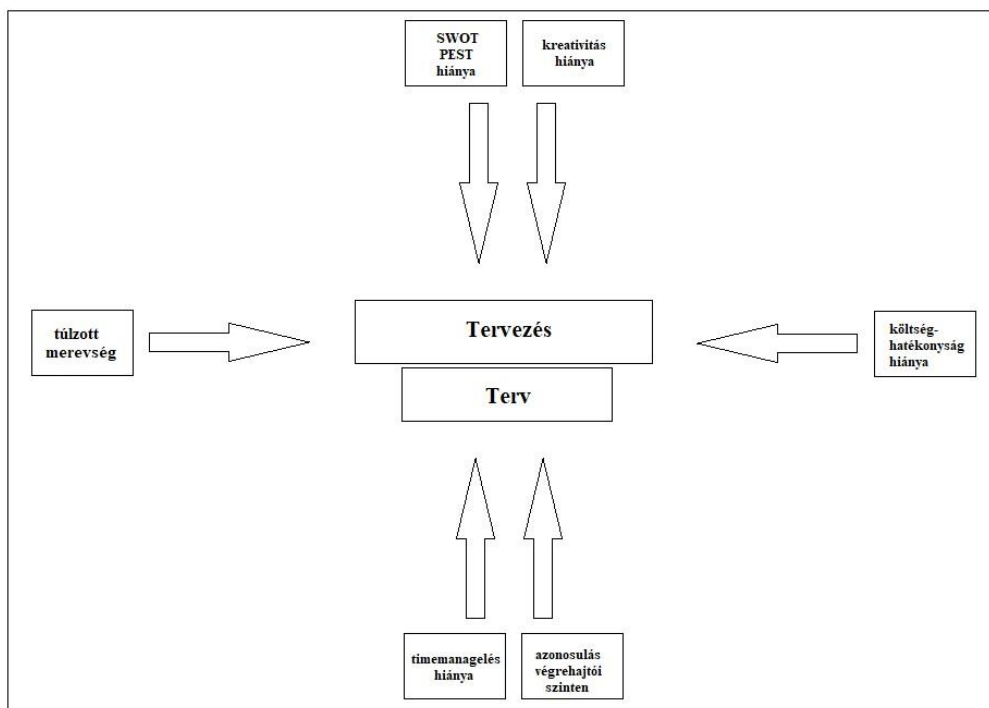 SWOT
PEST
hiánya
kreativitás
hiánya
túlzott
merevség
Tervezés
Terv
költség-
hatékonyság
hiánya
timemanagelés
hiánya
azonosulás
végrehajtói
szinten